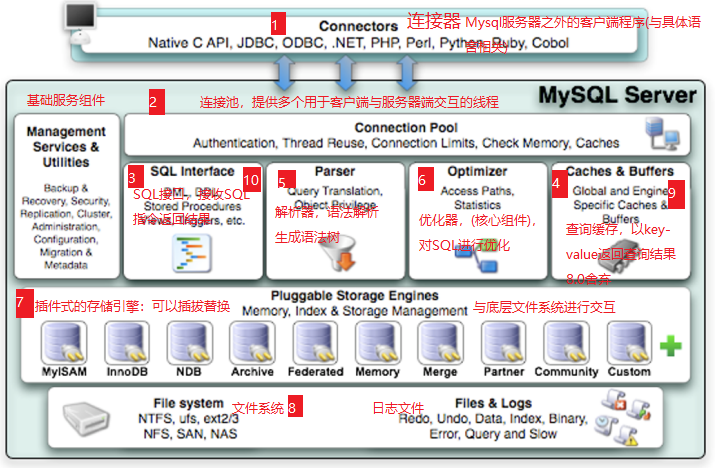 1
Connectors
连接器 Mysql服务器之外的客户端程序(与具体语
言相关)
Native C API, JDBC, ODBC, .NET, PHP, Perl, Python, Ruby, Cobol
基础服务组件
2
连接池，提供多个用于客户端与服务器端交互的线程
MySQL Server
Management
Services &
Utilities
Backup &
Recovery, Security,
Replication, Cluster,
Administration,
Configuration,
Migration &
Metadata
Connection Pool
Authentication, Thread Reuse, Connection Limits, Check Memory, Caches
3
SQL Interface
10
DML, DDL,
Stored Procedures
Views, Triggers, etc.
SQL接口，接收SQL
指令返回结果
5
Parser
Query Translation,
Object Privilege
解析器，语法解析
生成语法树
6
Optimizer
Access Paths,
Statistics
优化器，(核心组件)，
对SQL进行优化
4
Caches & Buffers
9
Global and Engine
Specific Caches &
Buffers
查询缓存，以key-
value返回查询结果
8.0舍弃
7
插件式的存储引擎：可以插拔替换
Pluggable Storage Engines
Memory, Index & Storage Management
与底层文件系统进行交互
MyISAM
InnoDB
NDB
Archive
Federated
Memory
Merge
Partner
Community
Custom
File system
NTFS, ufs, ext2/3
NFS, SAN, NAS
文件系统
8
日志文件
Files & Logs
Redo, Undo, Data, Index, Binary,
Error, Query and Slow